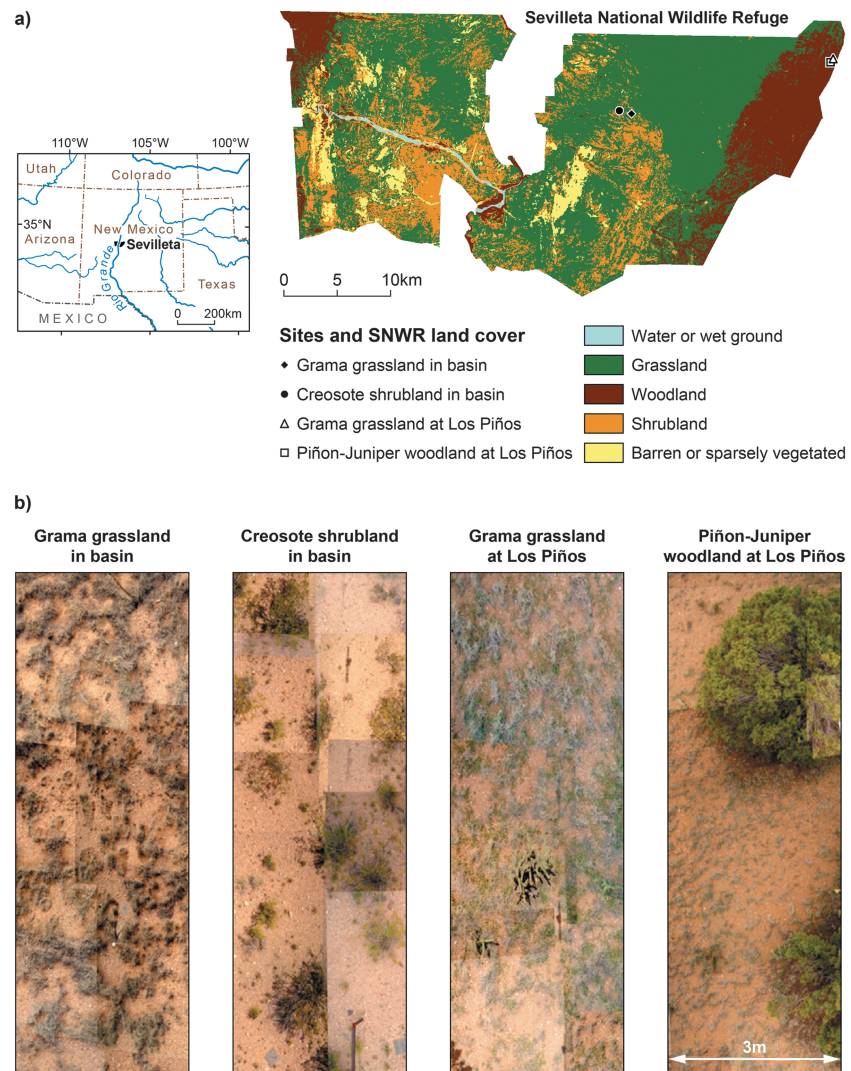 a)
Sevilleta National Wildlife Refuge
110°W 105°W 100°W
Utah
Colorado
35°N
New Mexico
Arizona
Sevilleta
Rio Grande
Texas
MEXICO
0 200km
0 5 10km
Sites and SNWR land cover
Grama grassland in basin
Creosote shrubland in basin
Grama grassland at Los Piños
Piñon-Juniper woodland at Los Piños
Water or wet ground
Grassland
Woodland
Shrubland
Barren or sparsely vegetated
b)
Grama grassland
in basin
Creosote shrubland
in basin
Grama grassland
at Los Piños
Piñon-Juniper
woodland at Los Piños
3m